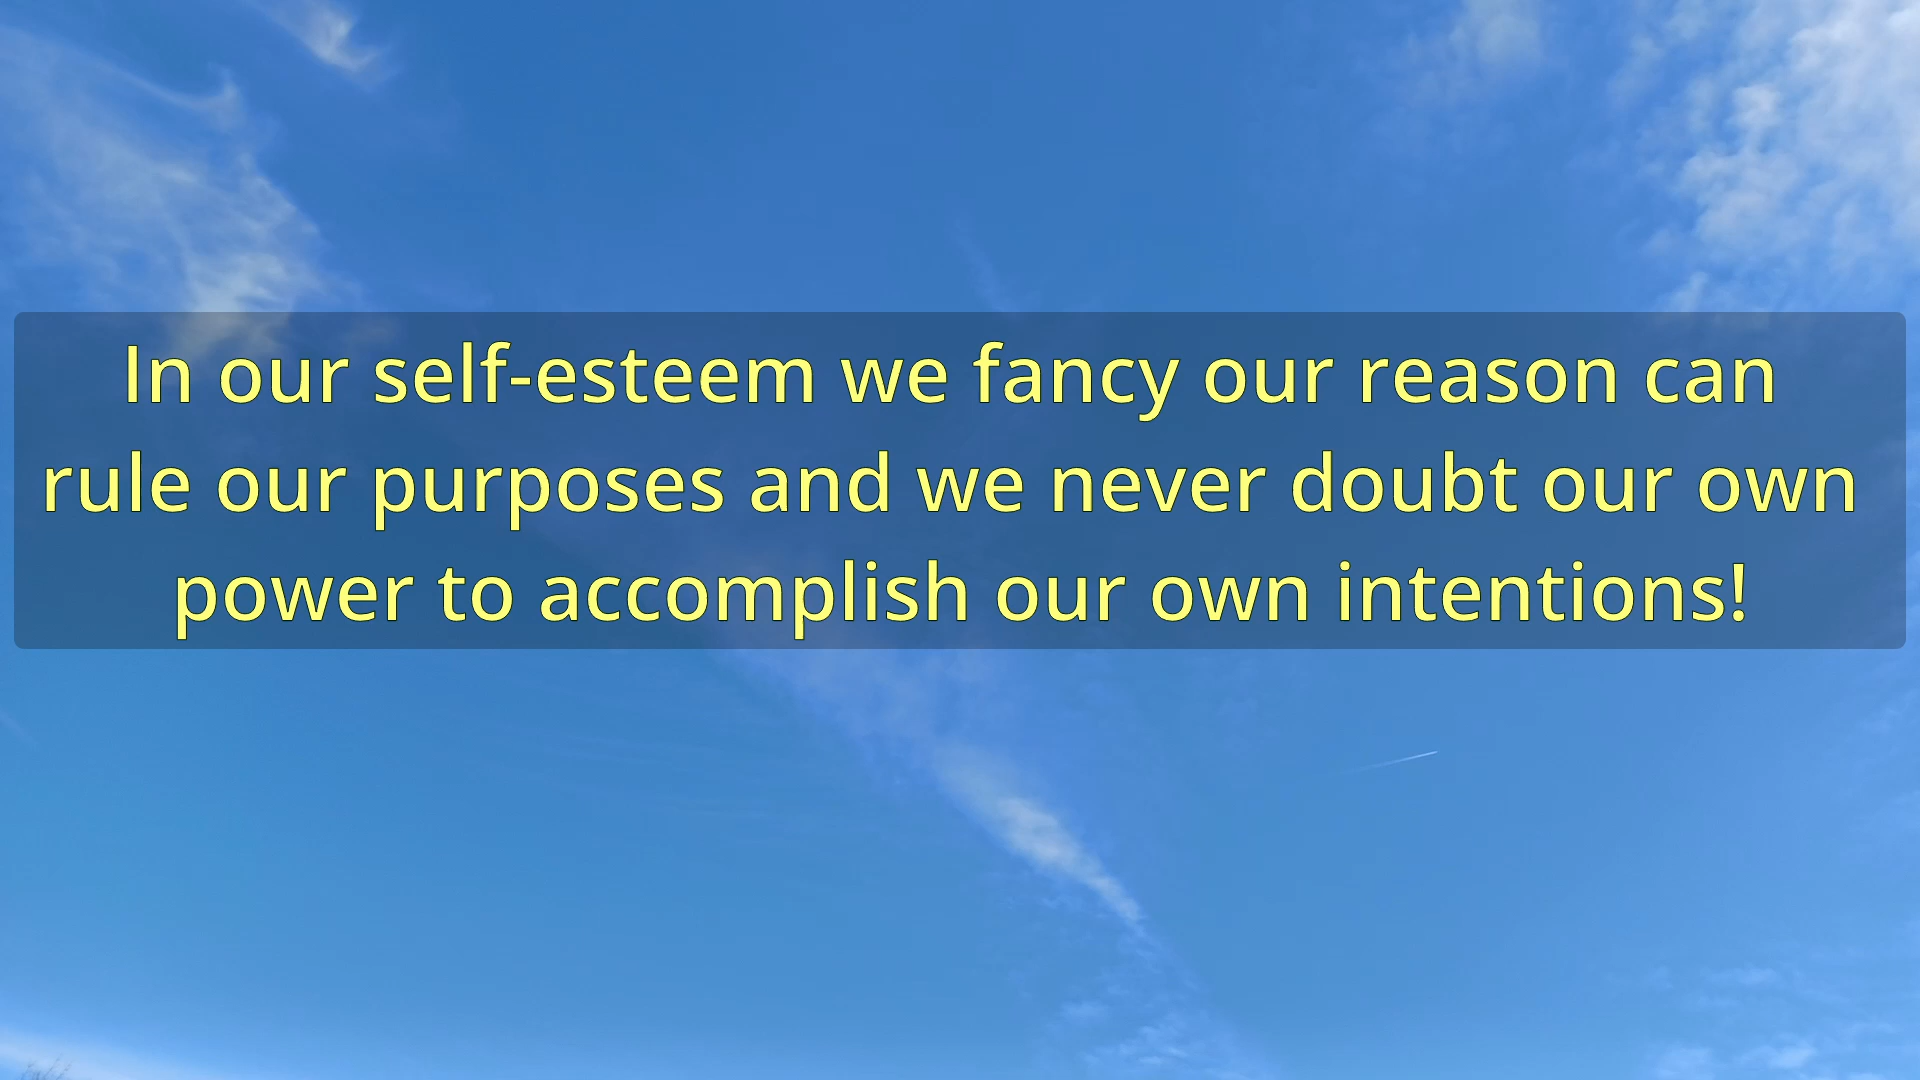 In our self-esteem we fancy our reason can
rule our purposes and we never doubt our own
power to accomplish our own intentions!